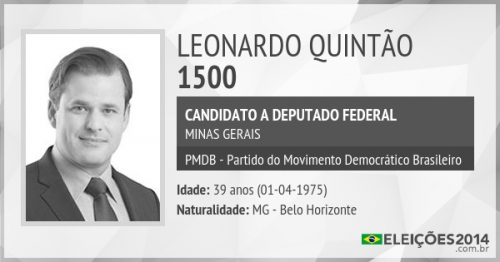 LEONARDO QUINTÃO
1500
CANDIDATO A DEPUTADO FEDERAL
MINAS GERAIS
PMDB - Partido do Movimento Democrático Brasileiro
Idade: 39 anos (01-04-1975)
Naturalidade: MG - Belo Horizonte
ELEIÇÕES2014
.com.br